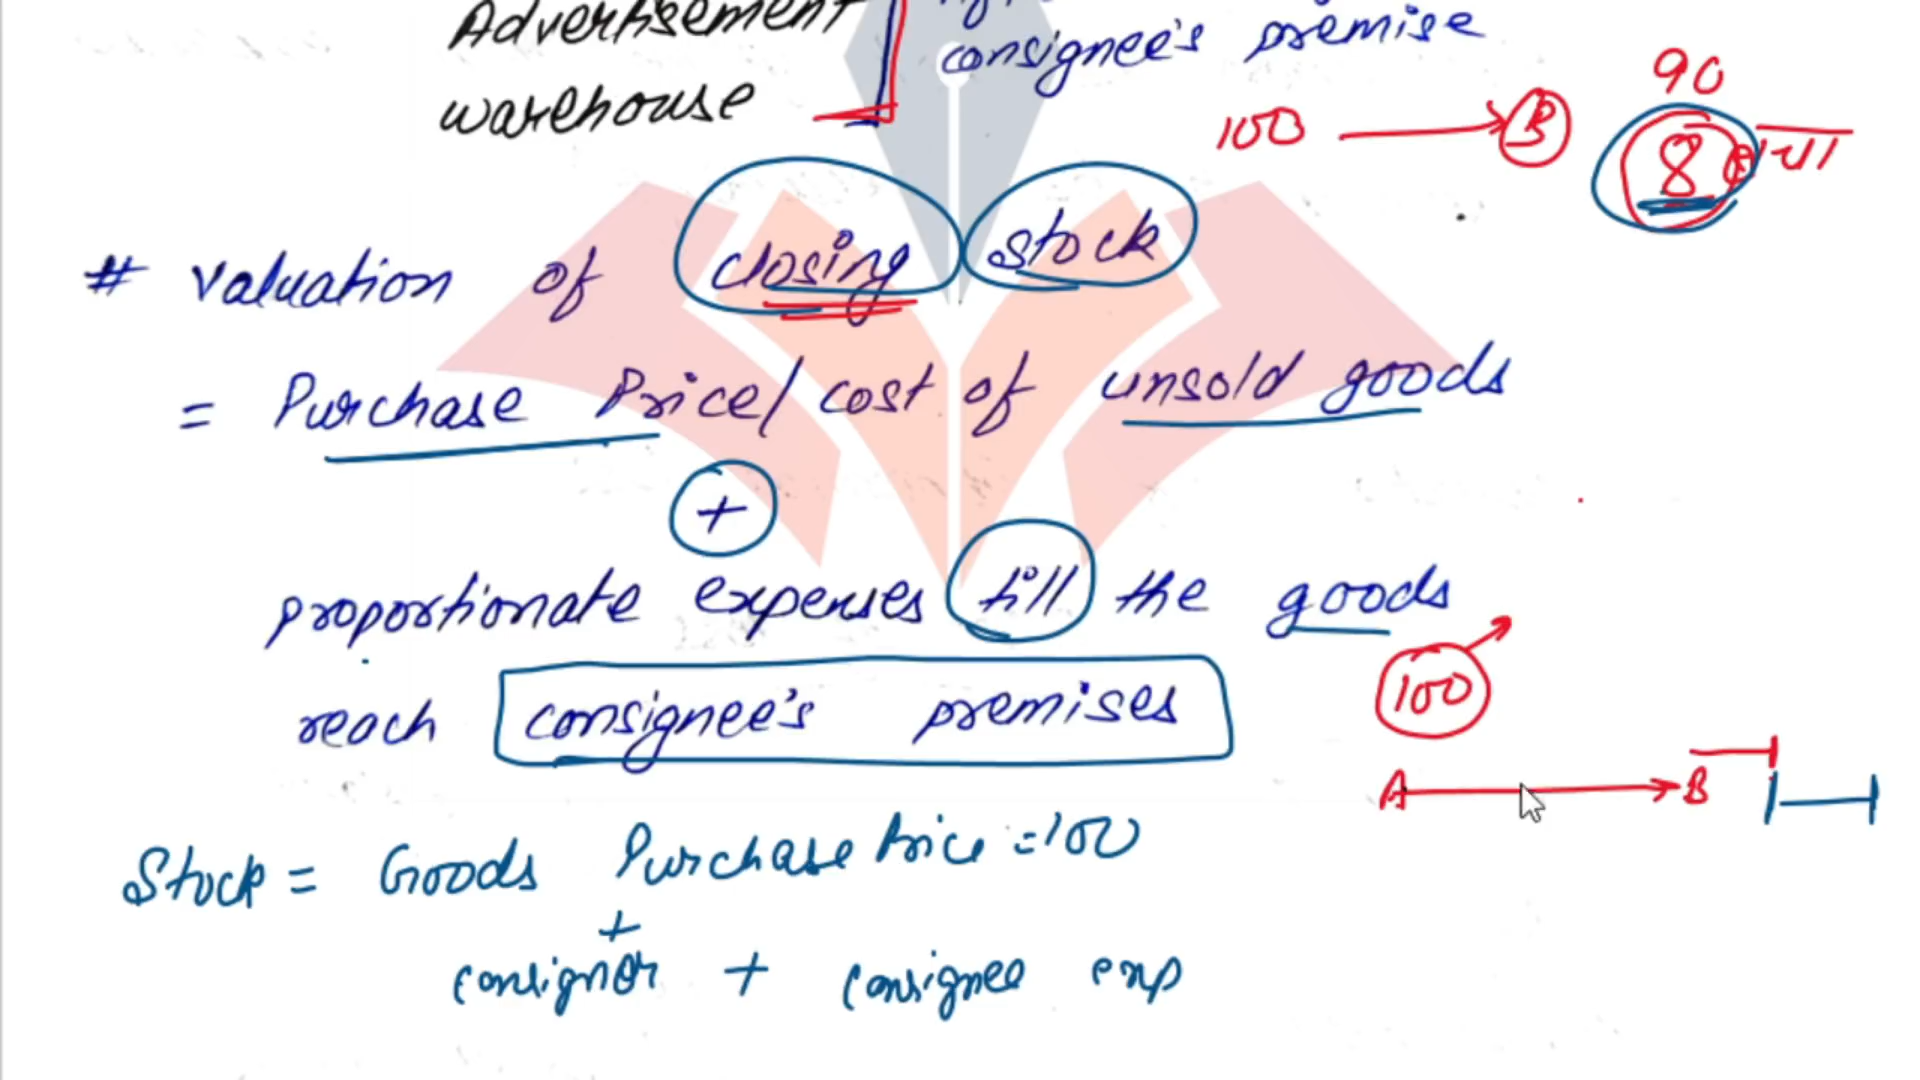 Advertisement
consignee's premise
warehouse
90
100 → B
8
# Valuation of closing stock
= Purchase Price/cost of unsold goods
+
proportionate expenses till the goods
100
reach consignee's premises
A → B
Stock = Goods Purchase Price = 100
+
consignor + consignee exp